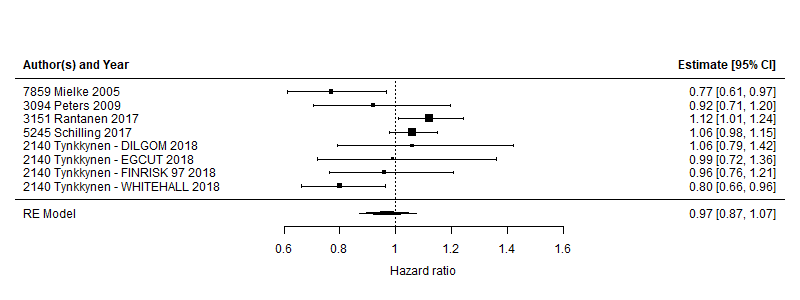 Author(s) and Year Estimate [95% CI]
7859 Mielke 2005 0.77 [0.61, 0.97]
3094 Peters 2009 0.92 [0.71, 1.20]
3151 Rantanen 2017 1.12 [1.01, 1.24]
5245 Schilling 2017 1.06 [0.98, 1.15]
2140 Tynkkynen - DILGOM 2018 1.06 [0.79, 1.42]
2140 Tynkkynen - EGCUT 2018 0.99 [0.72, 1.36]
2140 Tynkkynen - FINRISK 97 2018 0.96 [0.76, 1.21]
2140 Tynkkynen - WHITEHALL 2018 0.80 [0.66, 0.96]
RE Model 0.97 [0.87, 1.07]
0.6 0.8 1 1.2 1.4 1.6
Hazard ratio